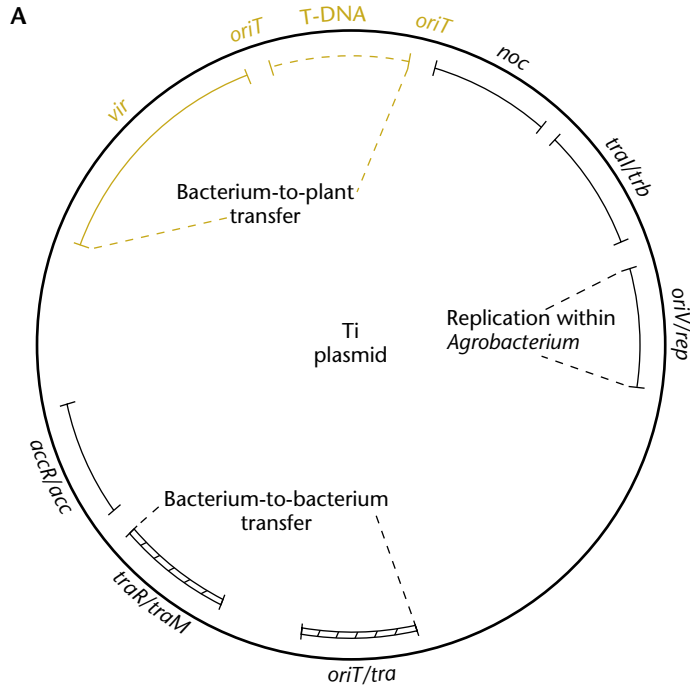 A
oriT
T-DNA
oriT
noc
vir
traI/trb
Bacterium-to-plant
transfer
oriV/rep
Replication within
Agrobacterium
Ti
plasmid
accR/acc
Bacterium-to-bacterium
transfer
traR/traM
oriT/tra